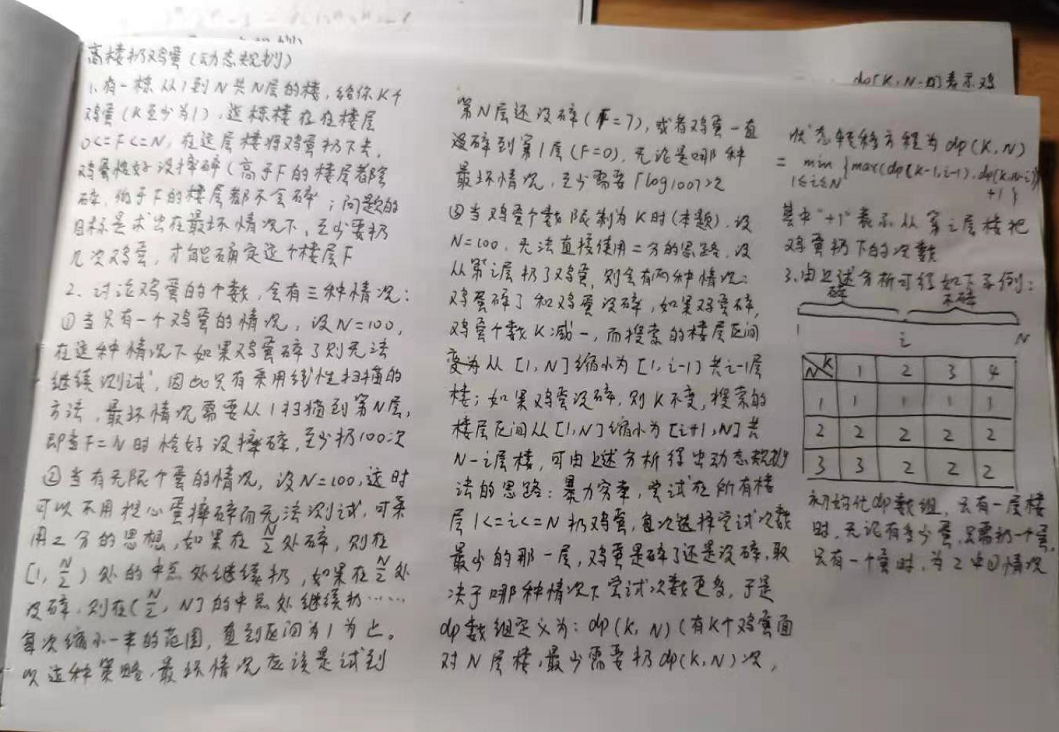 高楼扔鸡蛋(动态规划)
1.有一栋从1到N共N层的楼,给你K个
鸡蛋(K至少为1),这栋楼存在楼层
0<=F<=N,在这层楼将鸡蛋扔下去,
鸡蛋恰好没摔碎(高于F的楼层都会
碎,低于F的楼层都不会碎;问题的
目标是求出在最坏情况下,至少要扔
几次鸡蛋,才能确定这个楼层F
2.讨论鸡蛋的个数,会有三种情况:
①当只有一个鸡蛋的情况,设N=100,
在这种情况下如果鸡蛋碎了则无法
继续测试,因此只有采用线性扫描的
方法,最坏情况需要从1扫描到第N层,
即当F=N时恰好没摔碎,至少扔100次
②当有无限个蛋的情况,设N=100,这时
可以不用担心蛋摔碎而无法测试,可采
用二分的思想,如果在N/2处碎,则在
[1,N/2)处的中点处继续扔,如果在N/2处
没碎,则在(N/2,N]的中点处继续扔……
每次缩小一半的范围,直到区间为1为止。
以这种策略,最坏情况应该是试到
第N层还没碎(F=7),或者鸡蛋一直
没碎到第1层(F=0),无论是哪种
最坏情况,至少需要⌈log100⌉次
③当鸡蛋个数限制为K时(本题),设
N=100,无法直接使用二分的思路,设
从第i层扔了鸡蛋,则会有两种情况:
鸡蛋碎了和鸡蛋没碎,如果鸡蛋碎,
鸡蛋个数K减一,而搜索的楼层区间
变为从[1,N]缩小为[1,i-1]共i-1层
楼;如果鸡蛋没碎,则K不变,搜索的
楼层区间从[1,N]缩小为[i+1,N]共
N-i层楼,可由上述分析得出动态规划
法的思路:暴力穷举,尝试在所有楼
层1<=i<=N扔鸡蛋,每次选择尝试次数
最少的那一层,鸡蛋是碎了还是没碎,取
决于哪种情况下尝试次数更多,于是
dp数组定义为:dp(K,N)(有K个鸡蛋面
对N层楼,最少需要扔dp(K,N)次,
状态转移方程为dp(K,N)
=min 1≤i≤N {max(dp(k-1,i-1),dp(k,N-i))
+1}
其中"+1"表示从第i层楼把
鸡蛋扔下的次数
3.由上述分析可得如下示例:
碎 不碎
1 i N
N K 1 2 3 4
1 1 1 1 1
2 2 2 2 2
3 3 2 2 2
初始化dp数组,只有一层楼
时,无论有多少蛋,只需扔一个蛋,
只有一个蛋时,为2中①情况